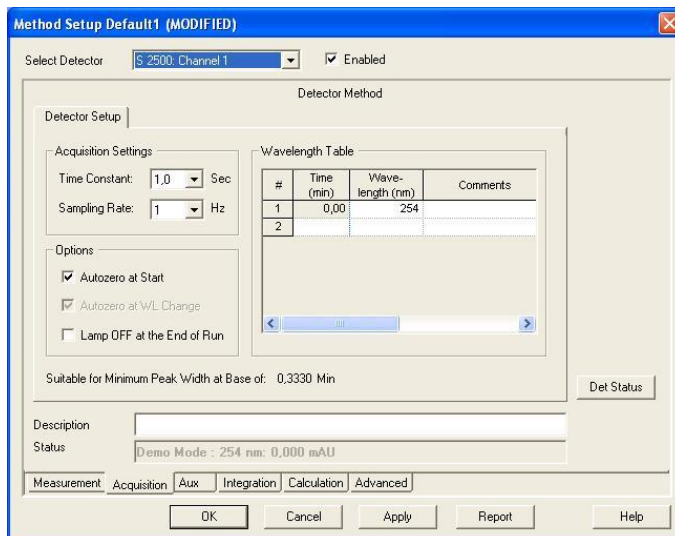 Method Setup Default1 (MODIFIED)
Select Detector S 2500: Channel 1 Enabled
Detector Method
Detector Setup
Acquisition Settings
Time Constant: 1,0 Sec
Sampling Rate: 1 Hz
Options
Autozero at Start
Autozero at WL Change
Lamp OFF at the End of Run
Wavelength Table
# Time (min) Wave-length (nm) Comments
1 0,00 254
2
Suitable for Minimum Peak Width at Base of: 0,3330 Min
Det Status
Description
Status Demo Mode : 254 nm: 0,000 mAU
Measurement Acquisition Aux Integration Calculation Advanced
OK Cancel Apply Report Help